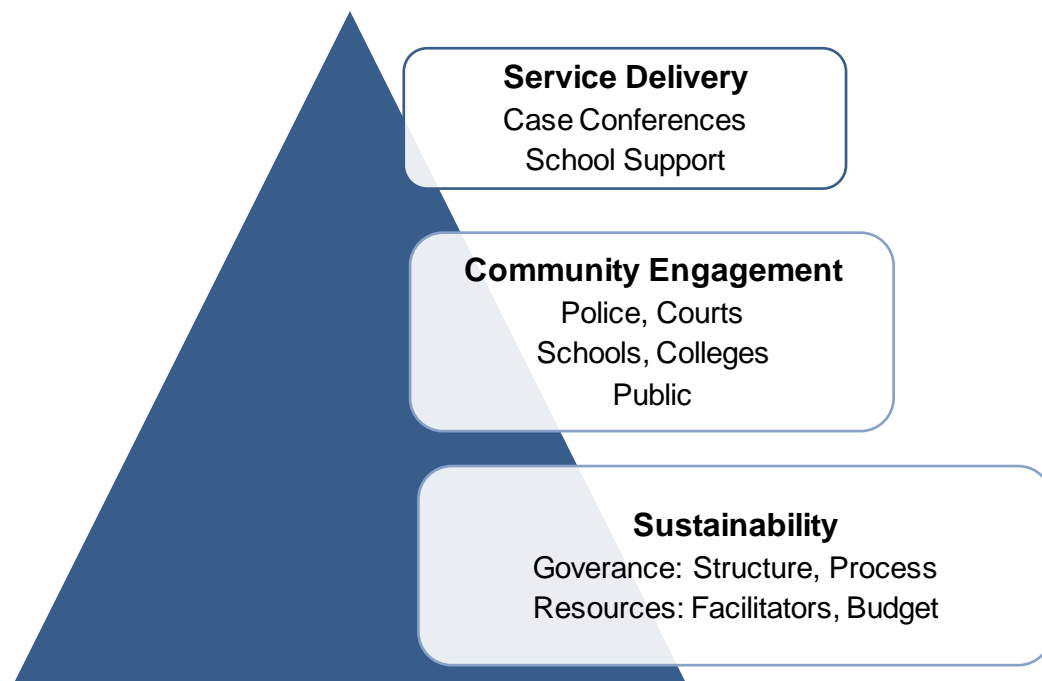 Service Delivery
Case Conferences
School Support
Community Engagement
Police, Courts
Schools, Colleges
Public
Sustainability
Goverance: Structure, Process
Resources: Facilitators, Budget